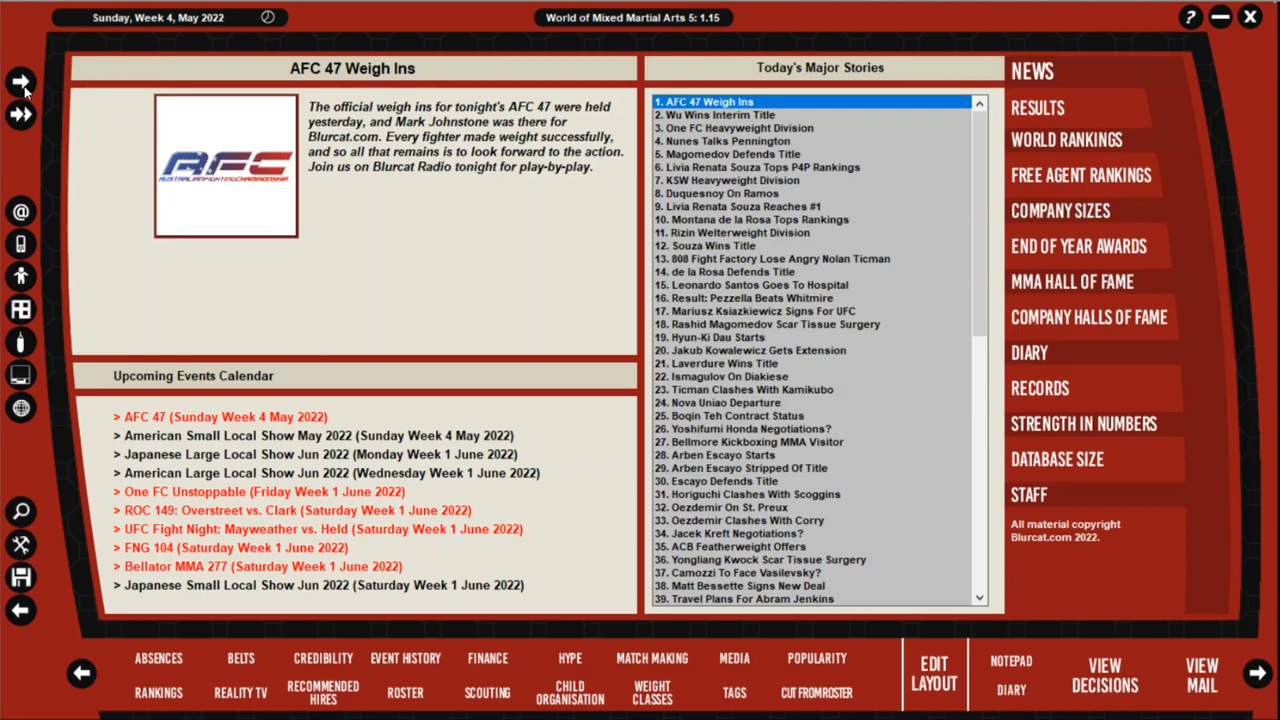 Sunday, Week 4, May 2022
World of Mixed Martial Arts 5: 1.15
?
X
AFC 47 Weigh Ins
AFC
AUSTRALIANFIGHTINGCHAMPIONSHIP
The official weigh ins for tonight's AFC 47 were held
yesterday, and Mark Johnstone was there for
Blurcat.com. Every fighter made weight successfully,
and so all that remains is to look forward to the action.
Join us on Blurcat Radio tonight for play-by-play.
Upcoming Events Calendar
> AFC 47 (Sunday Week 4 May 2022)
> American Small Local Show May 2022 (Sunday Week 4 May 2022)
> Japanese Large Local Show Jun 2022 (Monday Week 1 June 2022)
> American Large Local Show Jun 2022 (Wednesday Week 1 June 2022)
> One FC Unstoppable (Friday Week 1 June 2022)
> ROC 149: Overstreet vs. Clark (Saturday Week 1 June 2022)
> UFC Fight Night: Mayweather vs. Held (Saturday Week 1 June 2022)
> FNG 104 (Saturday Week 1 June 2022)
> Bellator MMA 277 (Saturday Week 1 June 2022)
> Japanese Small Local Show Jun 2022 (Saturday Week 1 June 2022)
Today's Major Stories
1. AFC 47 Weigh Ins
2. Wu Wins Interim Title
3. One FC Heavyweight Division
4. Nunes Talks Pennington
5. Magomedov Defends Title
6. Livia Renata Souza Tops P4P Rankings
7. KSW Heavyweight Division
8. Duquesnoy On Ramos
9. Livia Renata Souza Reaches #1
10. Montana de la Rosa Tops Rankings
11. Rizin Welterweight Division
12. Souza Wins Title
13. 808 Fight Factory Lose Angry Nolan Ticman
14. de la Rosa Defends Title
15. Leonardo Santos Goes To Hospital
16. Result: Pezzella Beats Whitmire
17. Mariusz Ksiazkiewicz Signs For UFC
18. Rashid Magomedov Scar Tissue Surgery
19. Hyun-Ki Dau Starts
20. Jakub Kowalewicz Gets Extension
21. Laverdure Wins Title
22. Ismagulov On Diakiese
23. Ticman Clashes With Kamikubo
24. Nova Uniao Departure
25. Boqin Teh Contract Status
26. Yoshifumi Honda Negotiations?
27. Bellmore Kickboxing MMA Visitor
28. Arben Escayo Starts
29. Arben Escayo Stripped Of Title
30. Escayo Defends Title
31. Horiguchi Clashes With Scoggins
32. Oezdemir On St. Preux
33. Oezdemir Clashes With Corry
34. Jacek Kreft Negotiations?
35. ACB Featherweight Offers
36. Yongliang Kwock Scar Tissue Surgery
37. Camozzi To Face Vasilevsky?
38. Matt Bessette Signs New Deal
39. Travel Plans For Abram Jenkins
NEWS
RESULTS
WORLD RANKINGS
FREE AGENT RANKINGS
COMPANY SIZES
END OF YEAR AWARDS
MMA HALL OF FAME
COMPANY HALLS OF FAME
DIARY
RECORDS
STRENGTH IN NUMBERS
DATABASE SIZE
STAFF
All material copyright
Blurcat.com 2022.
@
ABSENCES BELTS CREDIBILITY EVENT HISTORY FINANCE HYPE MATCH MAKING MEDIA POPULARITY
RANKINGS REALITY TV RECOMMENDED HIRES ROSTER SCOUTING CHILD ORGANISATION WEIGHT CLASSES TAGS CUT FROM ROSTER
EDIT
LAYOUT
NOTEPAD
DIARY
VIEW
DECISIONS
VIEW
MAIL